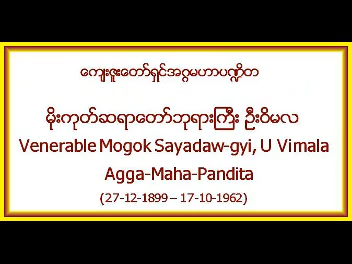 ကျေးဇူးတော်ရှင်အဂ္ဂမဟာပဏ္ဍိတ
မိုးကုတ်ဆရာတော်ဘုရားကြီး ဦးဝိမလ
Venerable Mogok Sayadaw-gyi, U Vimala
Agga-Maha-Pandita
(27-12-1899 – 17-10-1962)